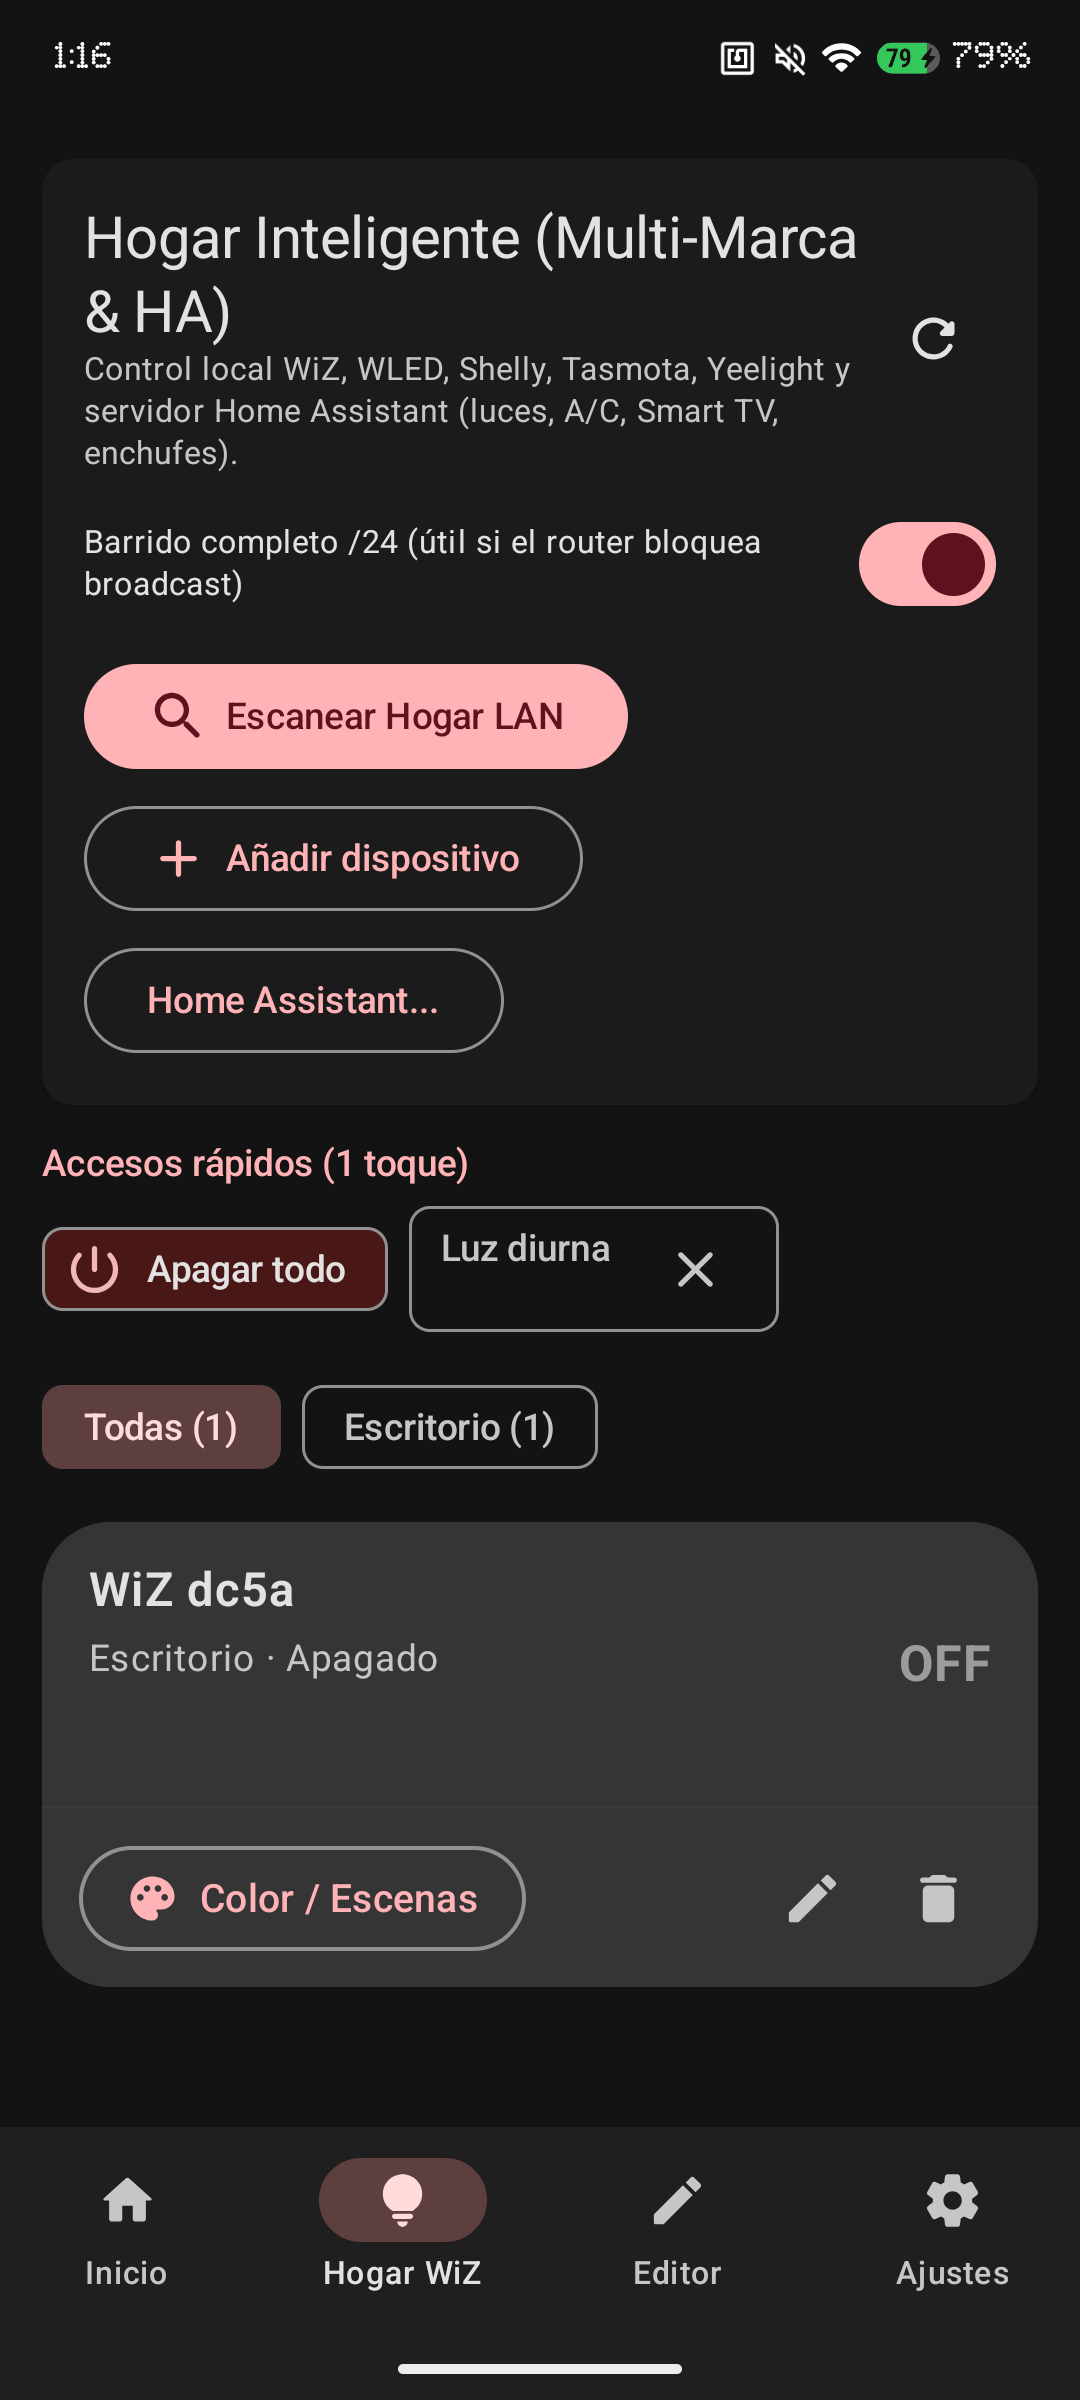 1:16
79
79%
Hogar Inteligente (Multi-Marca
& HA)
Control local WiZ, WLED, Shelly, Tasmota, Yeelight y
servidor Home Assistant (luces, A/C, Smart TV,
enchufes).
Barrido completo /24 (útil si el router bloquea
broadcast)
Escanear Hogar LAN
Añadir dispositivo
Home Assistant...
Accesos rápidos (1 toque)
Apagar todo
Luz diurna
Todas (1)
Escritorio (1)
WiZ dc5a
Escritorio · Apagado
OFF
Color / Escenas
Inicio
Hogar WiZ
Editor
Ajustes